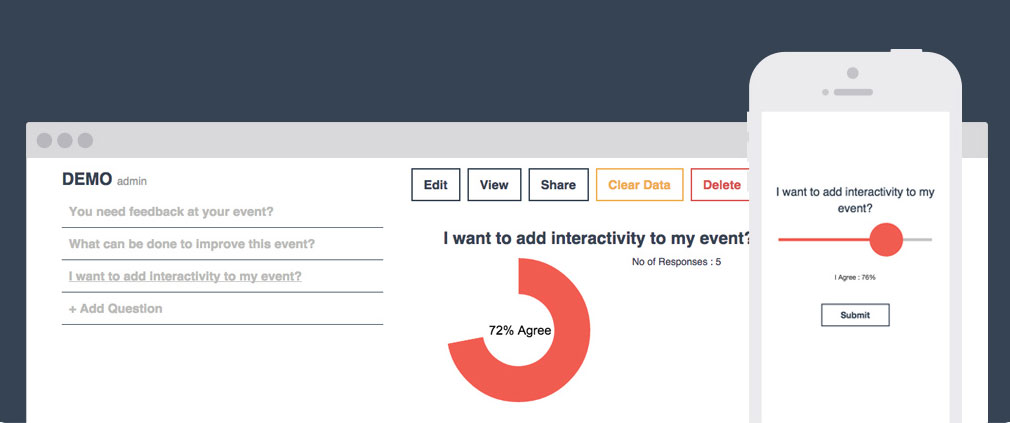 DEMO admin
You need feedback at your event?
What can be done to improve this event?
I want to add interactivity to my event?
+ Add Question
Edit View Share Clear Data Delete
I want to add interactivity to my event?
No of Responses : 5
72% Agree
I want to add interactivity to my
event?
I Agree : 76%
Submit